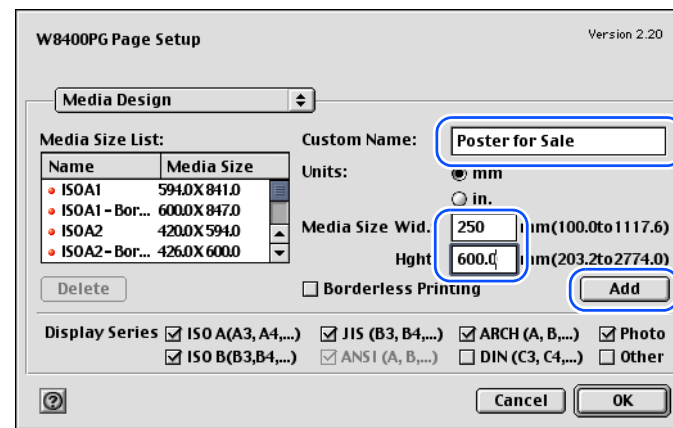 W8400PG Page Setup
Version 2.20
Media Design
Media Size List:
Name Media Size
ISOA1 594.0X841.0
ISOA1-Bor... 600.0X847.0
ISOA2 420.0X594.0
ISOA2-Bor... 426.0X600.0
Delete
Custom Name: Poster for Sale
Units: mm
in.
Media Size Wid. 250 mm(100.0to1117.6)
Hght 600.0 mm(203.2to2774.0)
Borderless Printing
Add
Display Series ISO A(A3, A4,...) JIS (B3, B4,...) ARCH (A, B,...) Photo
ISO B(B3,B4,...) ANSI (A, B,...) DIN (C3, C4,...) Other
?
Cancel OK